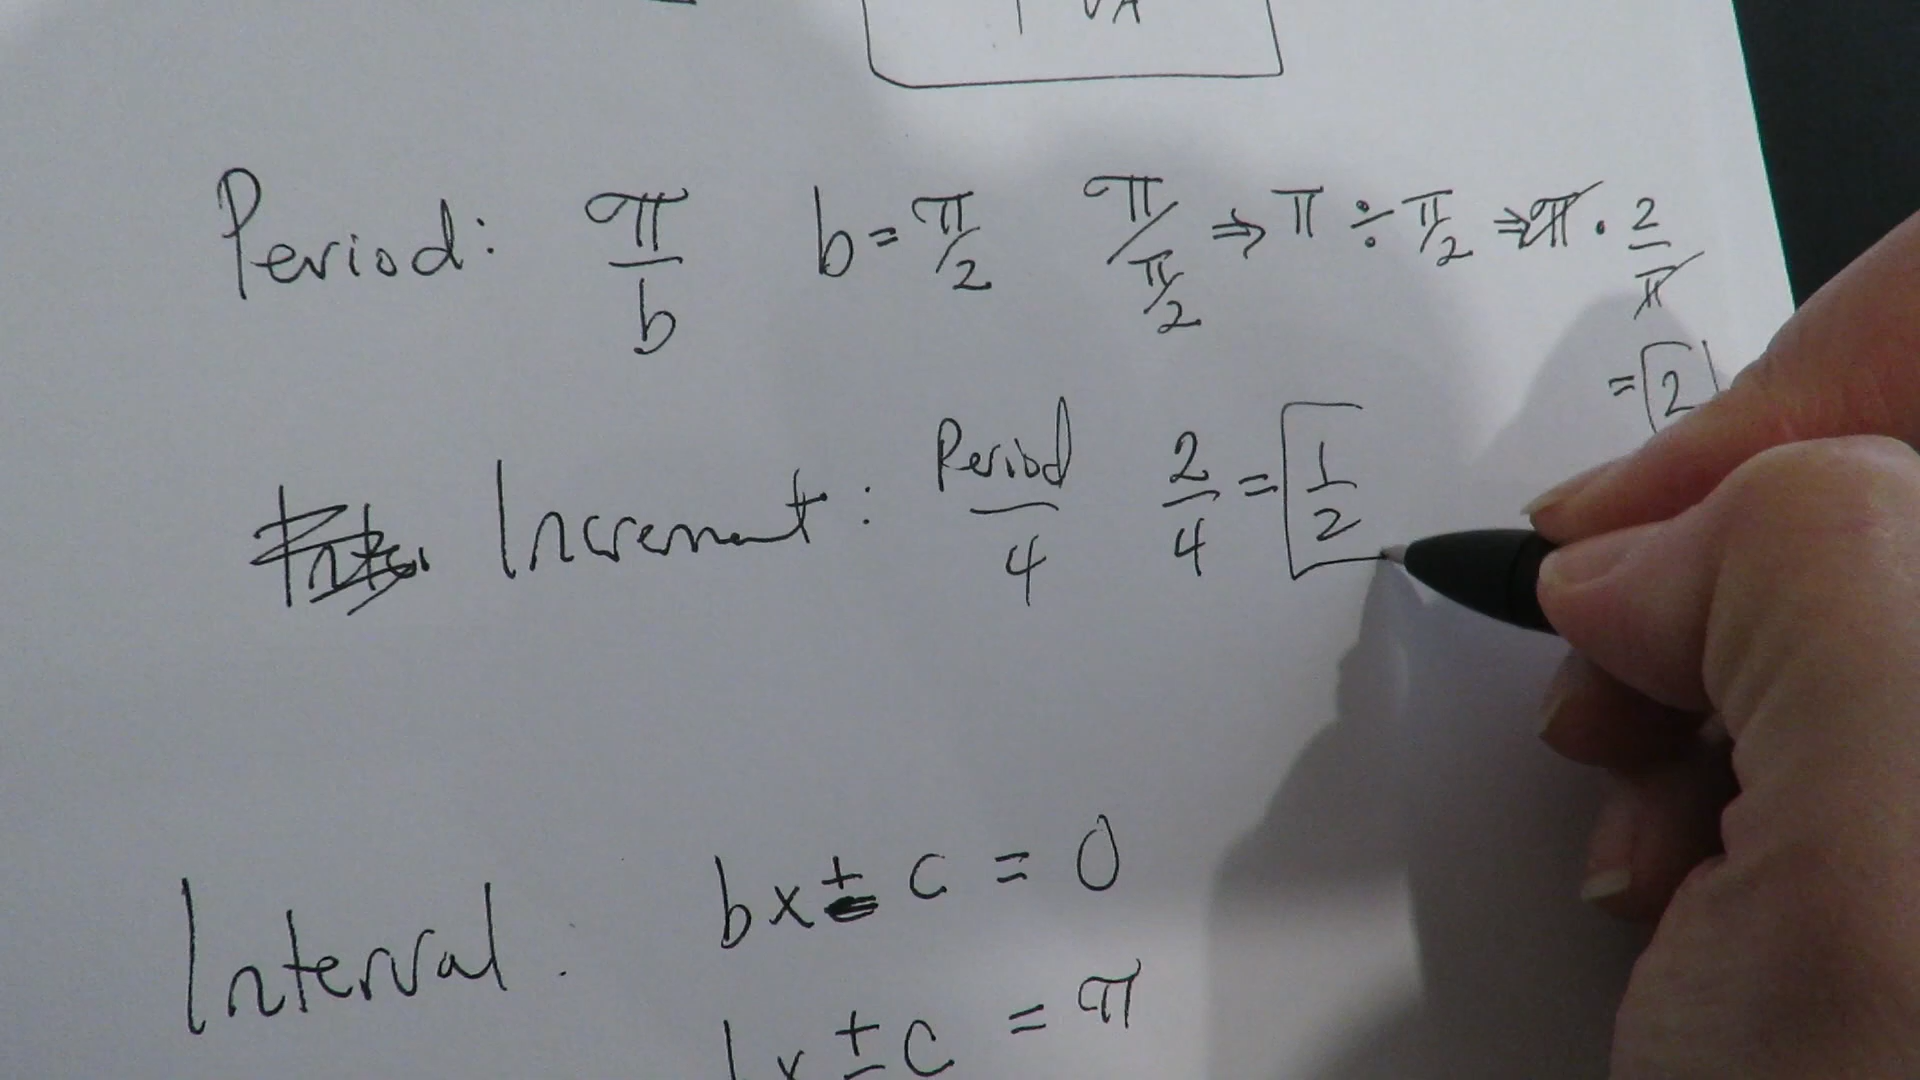 Period: π/b b = π/2 π/π/2 ⇒ π ÷ π/2 ⇒ π · 2/π
= 2
Increment: Period/4 2/4 = 1/2
Interval: bx ± c = 0
bx ± c = π